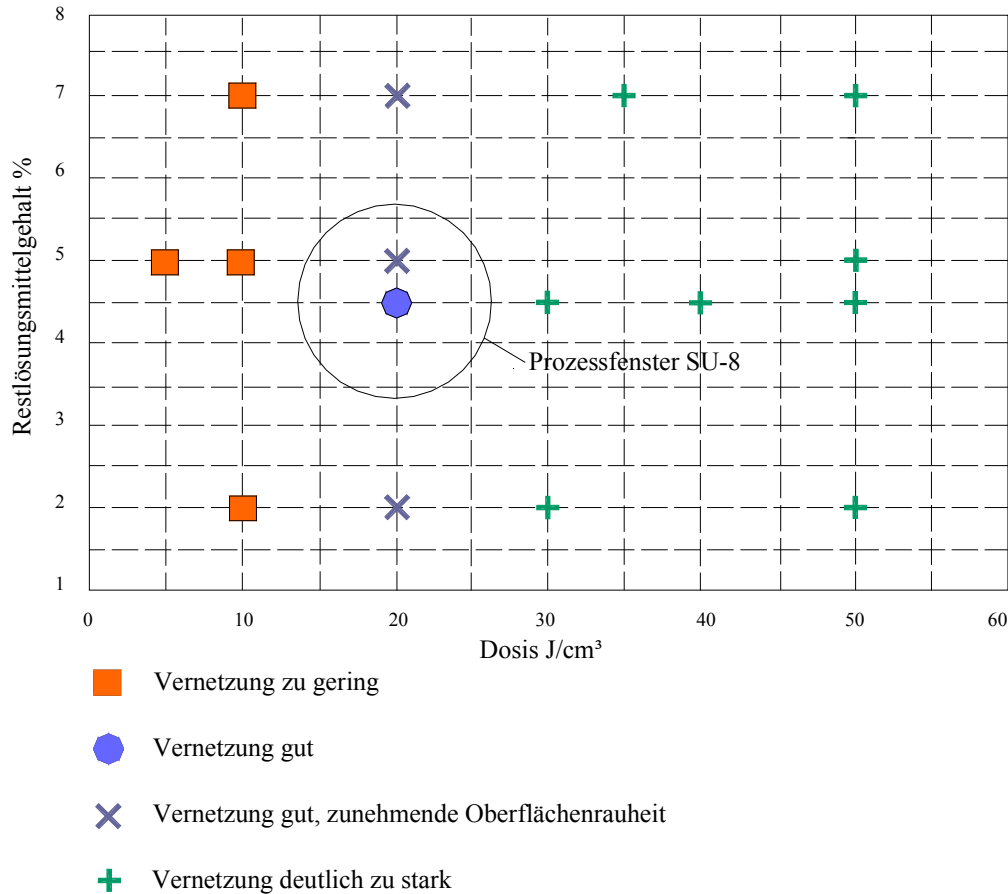 8
7
6
5
4
3
2
1
Restlösungsmittelgehalt %
Prozessfenster SU-8
0 10 20 30 40 50 60
Dosis J/cm³
Vernetzung zu gering
Vernetzung gut
Vernetzung gut, zunehmende Oberflächenrauheit
Vernetzung deutlich zu stark